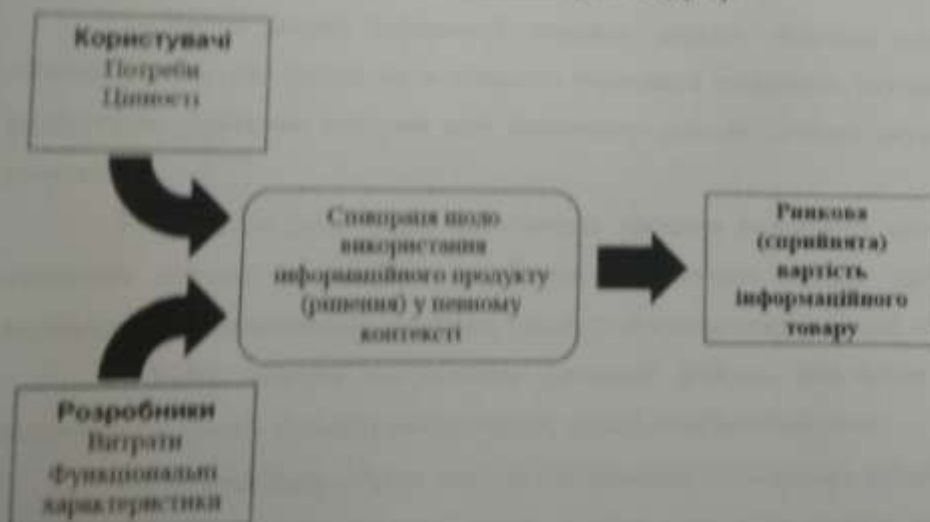 Користувачі
Потреби
Цінності
Співпраця щодо
використання
інформаційного продукту
(рішення) у певному
контексті
Ринкова
(сприйнята)
вартість
інформаційного
товару
Розробники
Витрати
Функціональні
характеристики